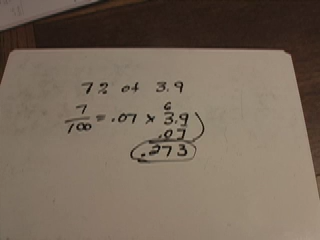 7% of 3.9
6
7/100 = .07 x 3.9
.07
.273